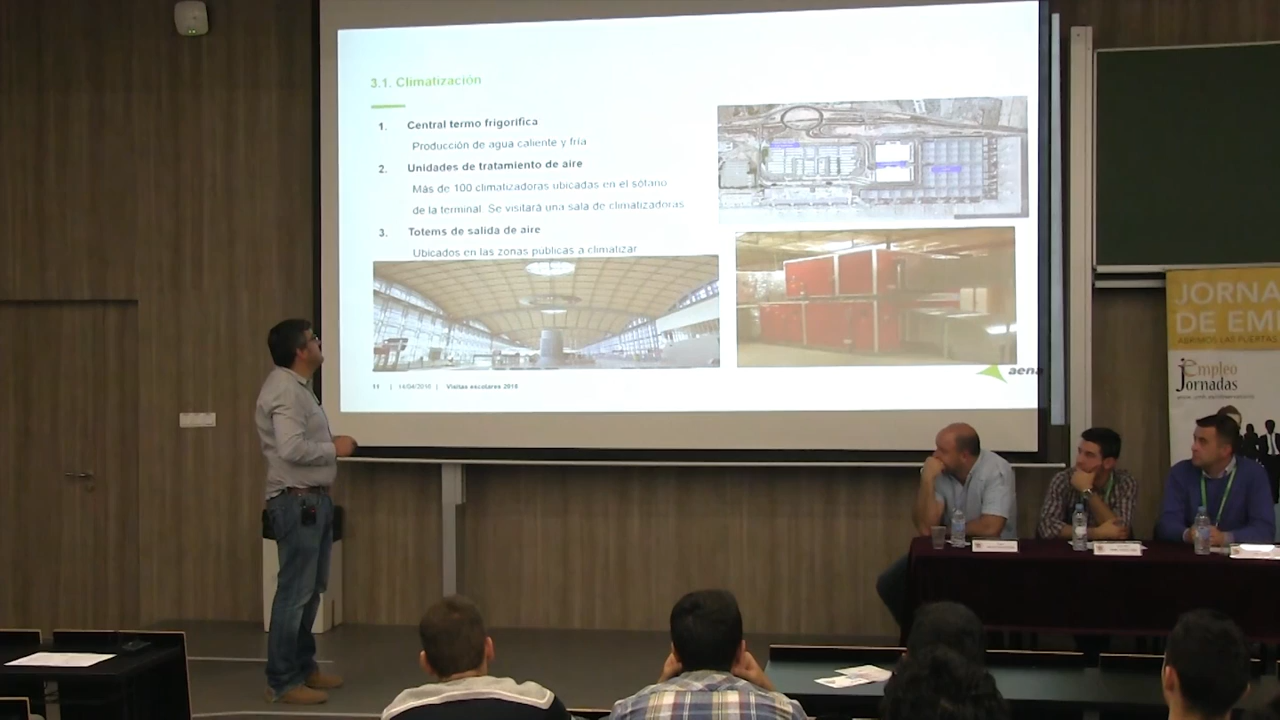 3.1. Climatización
1. Central termo frigorífica
Producción de agua caliente y fría
2. Unidades de tratamiento de aire
Más de 100 climatizadoras ubicadas en el sótano
de la terminal. Se visitará una sala de climatizadoras
3. Totems de salida de aire
Ubicados en las zonas públicas a climatizar
11 | 14/04/2016 | Visitas escolares 2016
aena
JORNA
DE EM
ABRIMOS LAS PUERTAS
Empleo
Jornadas